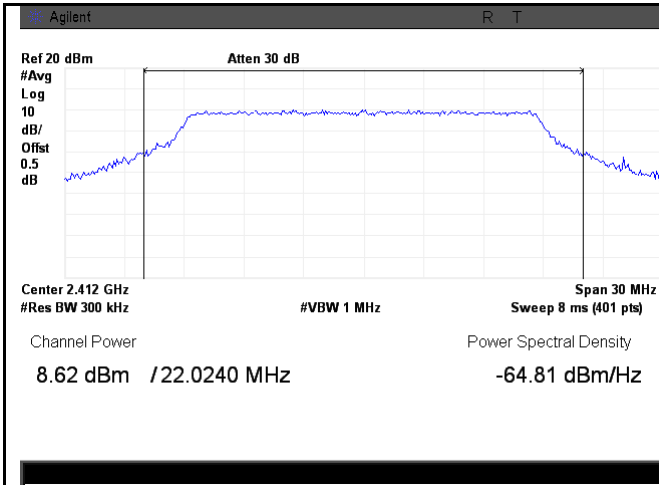 Agilent R T
Ref 20 dBm Atten 30 dB
#Avg
Log
10
dB/
Offst
0.5
dB
Center 2.412 GHz Span 30 MHz
#Res BW 300 kHz #VBW 1 MHz Sweep 8 ms (401 pts)
Channel Power Power Spectral Density
8.62 dBm / 22.0240 MHz -64.81 dBm/Hz